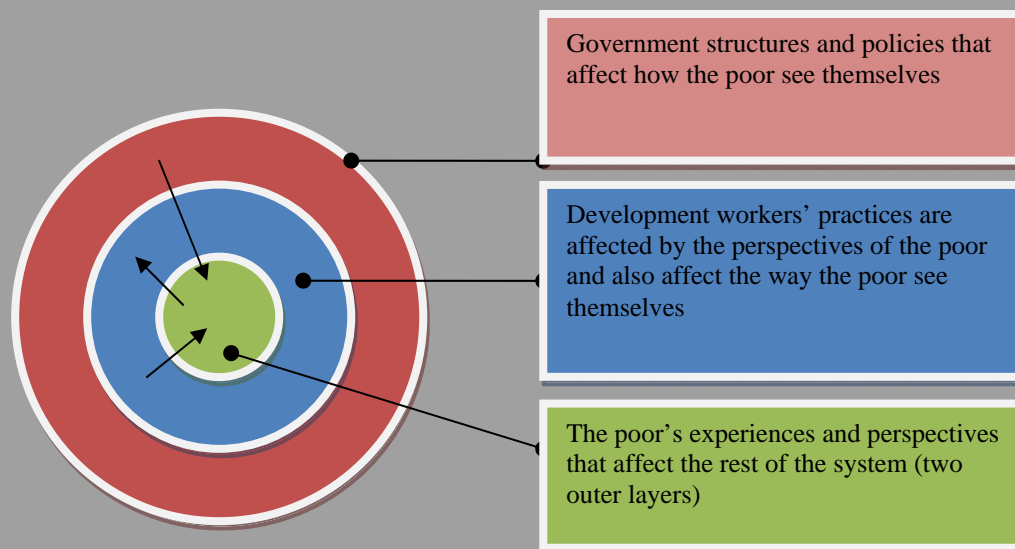 Government structures and policies that
affect how the poor see themselves
Development workers’ practices are
affected by the perspectives of the poor
and also affect the way the poor see
themselves
The poor’s experiences and perspectives
that affect the rest of the system (two
outer layers)